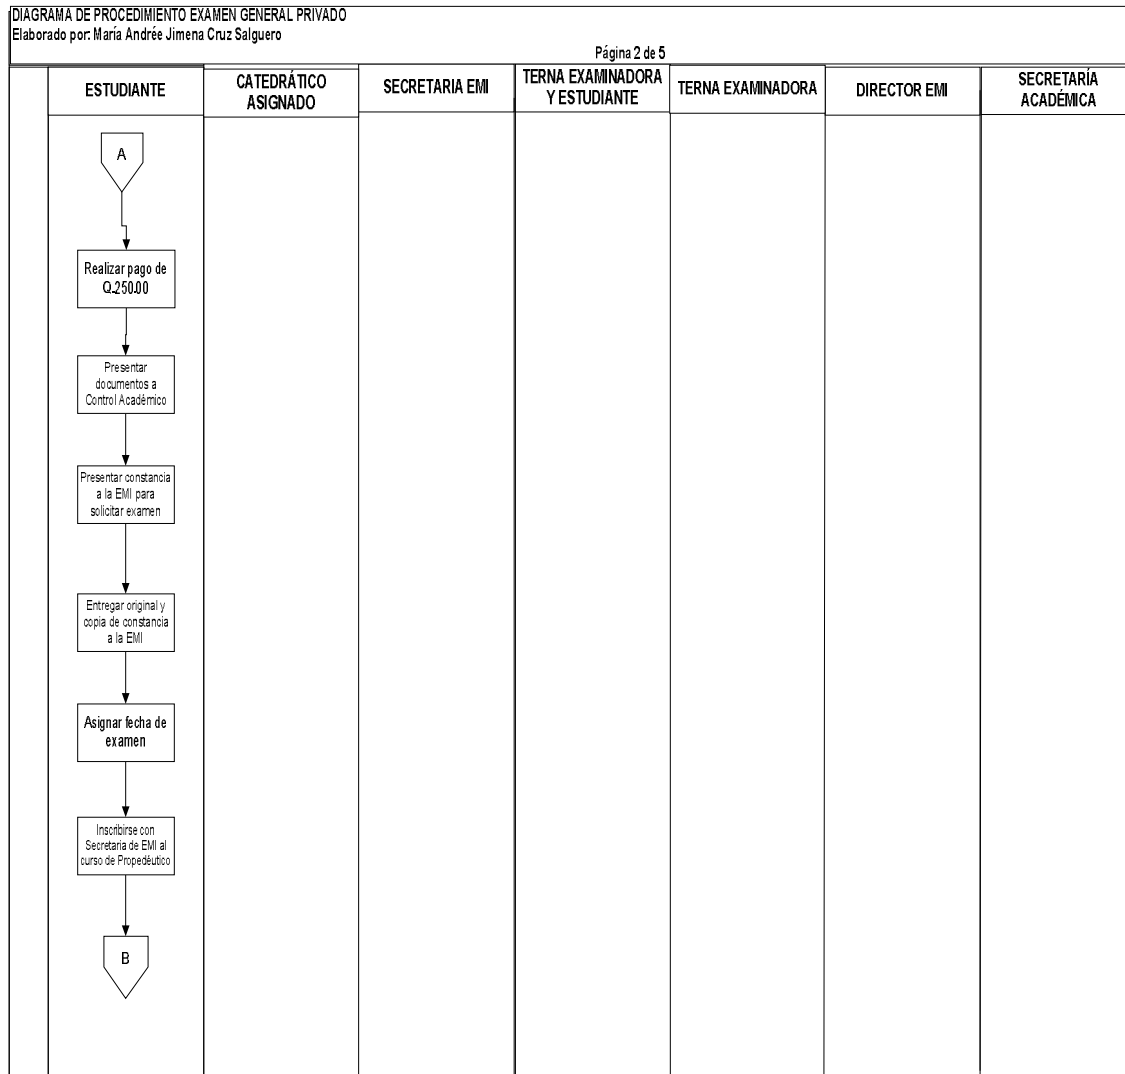 DIAGRAMA DE PROCEDIMIENTO EXAMEN GENERAL PRIVADO
Elaborado por: María Andrée Jimena Cruz Salguero
Página 2 de 5
ESTUDIANTE
CATEDRÁTICO
ASIGNADO
SECRETARIA EMI
TERNA EXAMINADORA
Y ESTUDIANTE
TERNA EXAMINADORA
DIRECTOR EMI
SECRETARÍA
ACADÉMICA
A
Realizar pago de
Q.250.00
Presentar
documentos a
Control Académico
Presentar constancia
a la EMI para
solicitar examen
Entregar original y
copia de constancia
a la EMI
Asignar fecha de
examen
Inscribirse con
Secretaria de EMI al
curso de Propedéutico
B